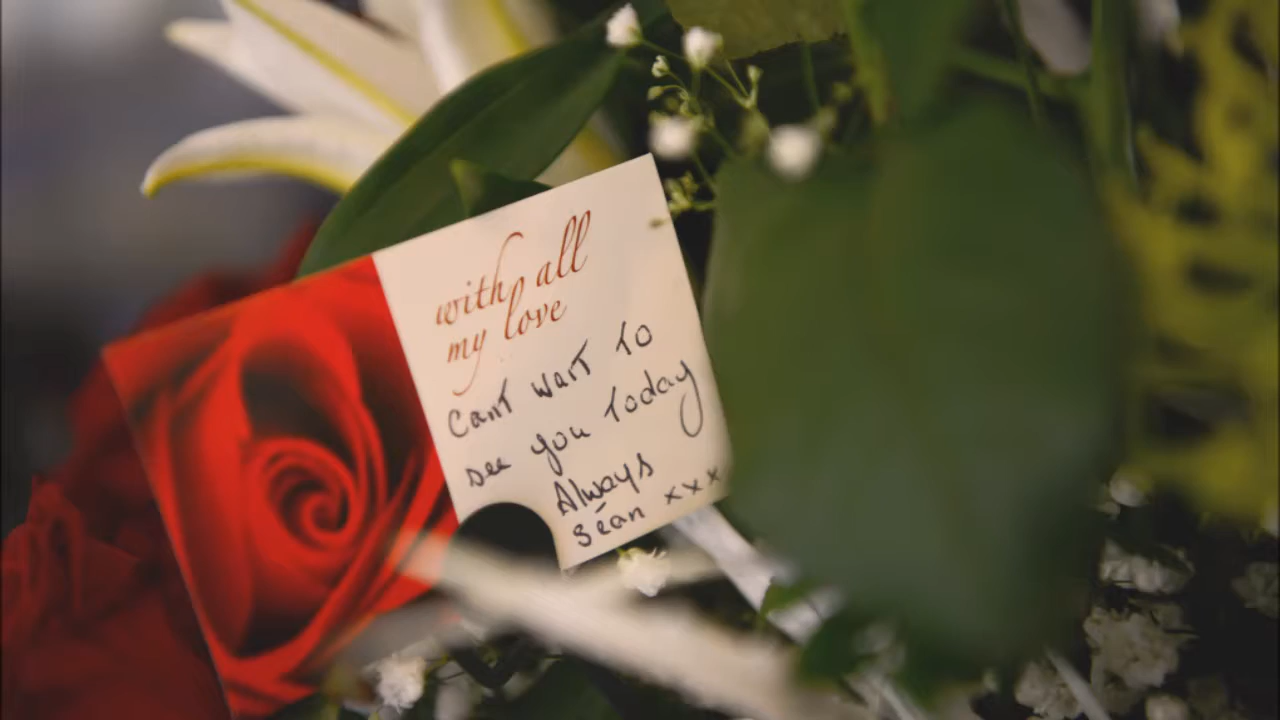 with all
my love
Cant wait to
see you Today
Always
Séan xxx